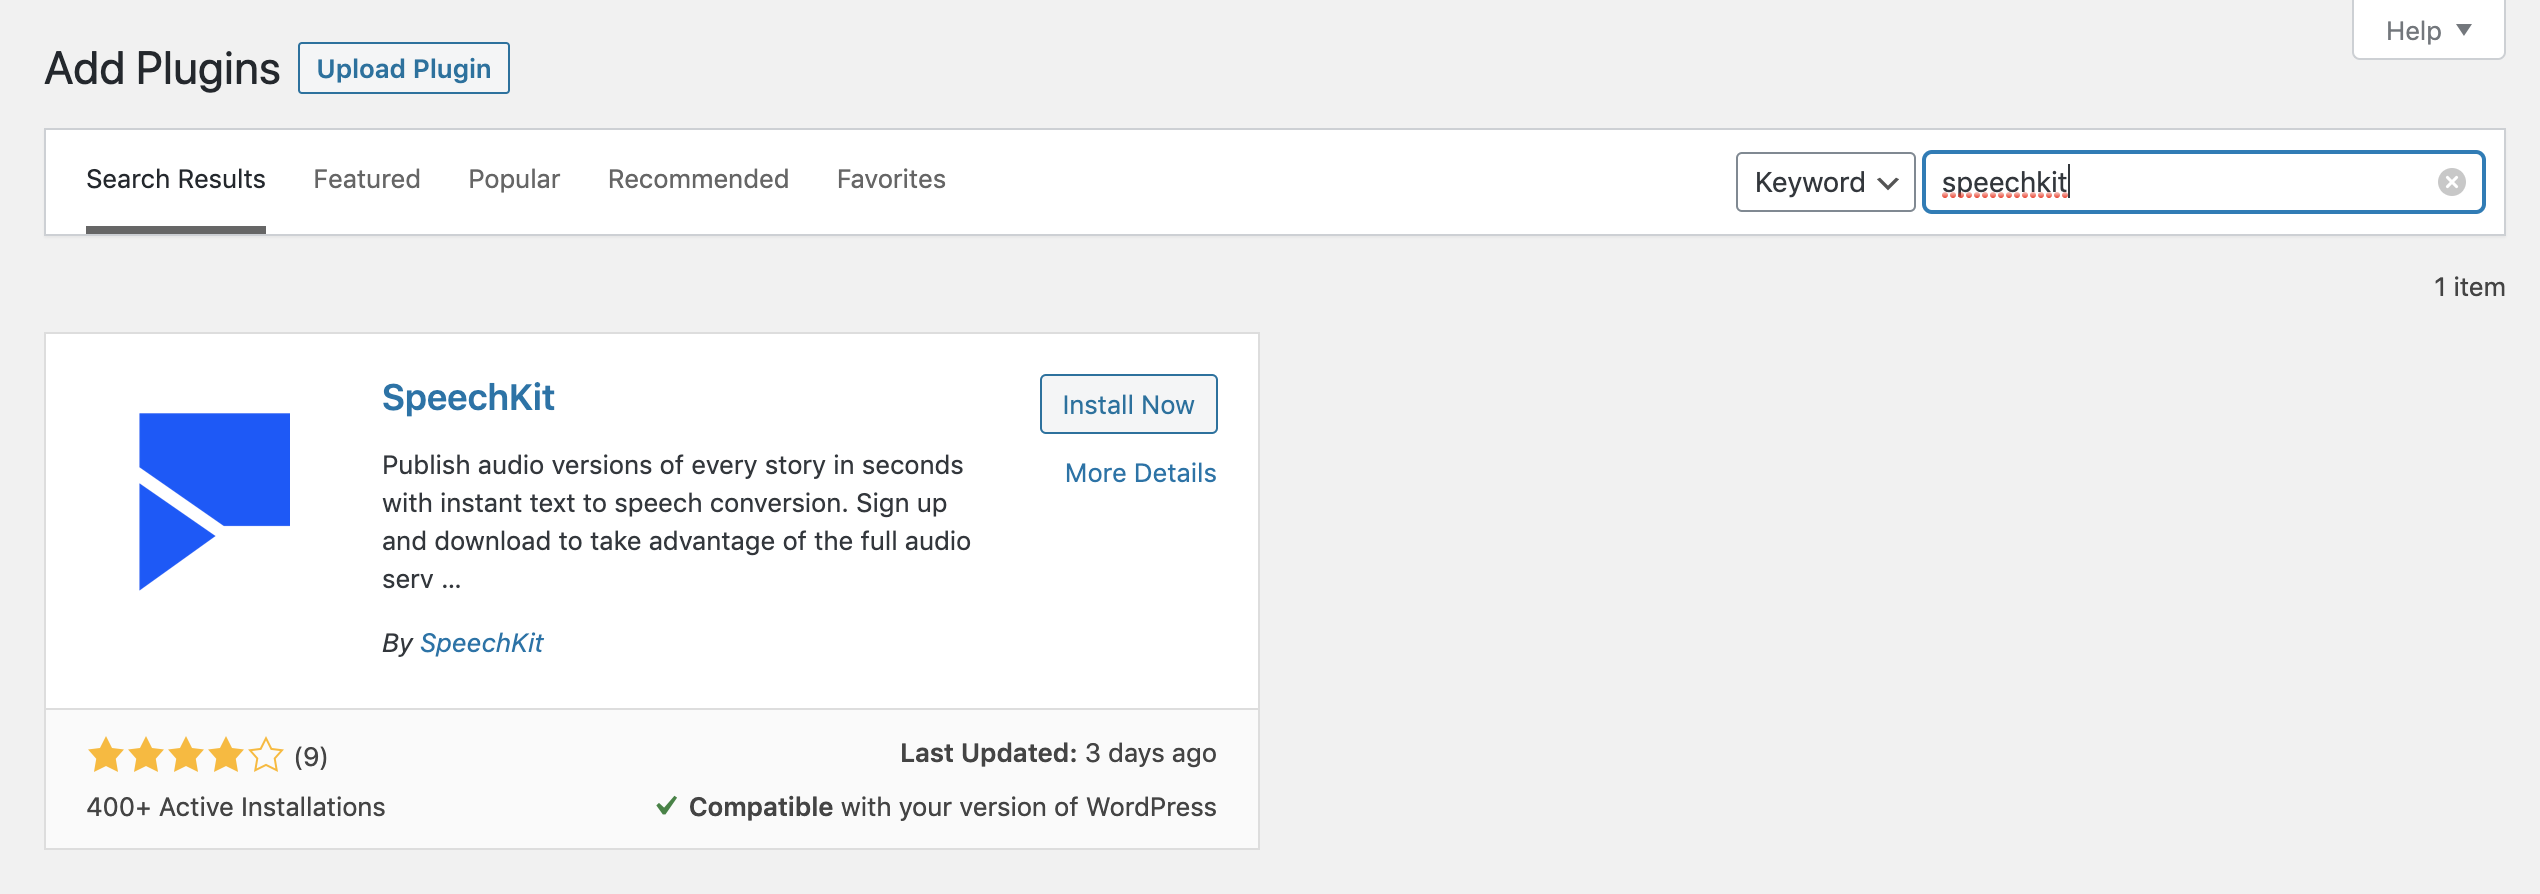 Help
Add Plugins
Upload Plugin
Search Results
Featured
Popular
Recommended
Favorites
Keyword
speechkit
1 item
SpeechKit
Install Now
More Details
Publish audio versions of every story in seconds
with instant text to speech conversion. Sign up
and download to take advantage of the full audio
serv ...
By SpeechKit
(9)
Last Updated: 3 days ago
400+ Active Installations
Compatible with your version of WordPress